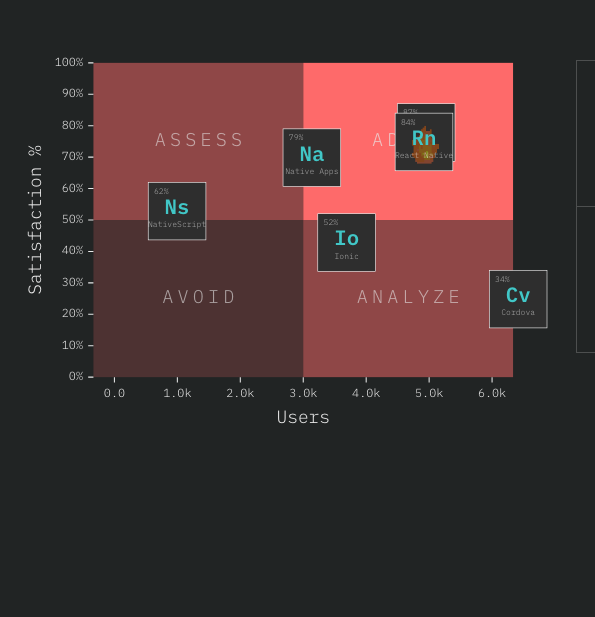 100%
90%
80%
70%
60%
50%
40%
30%
20%
10%
0%
Satisfaction %
ASSESS
AD
AVOID
ANALYZE
84%
Rn
React Native
79%
Na
Native Apps
62%
Ns
NativeScript
52%
Io
Ionic
34%
Cv
Cordova
0.0
1.0k
2.0k
3.0k
4.0k
5.0k
6.0k
Users